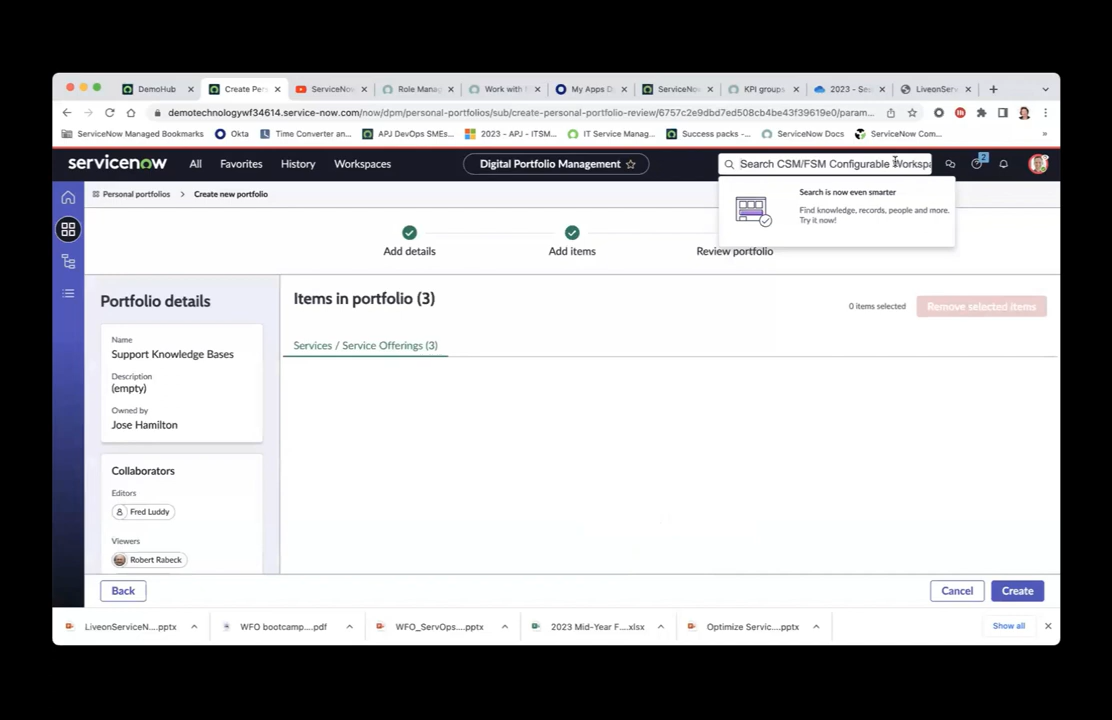 DemoHub
Create Pers
ServiceNow
Role Manag
Work with
My Apps D
ServiceNow
KPI groups
2023 - Se
LiveonServ
demotechnologywf34614.service-now.com/now/dpm/personal-portfolios/sub/create-personal-portfolio-review/6757c2e9dbd7ed508cb4be43f39619e0/param...
ServiceNow Managed Bookmarks
Okta
Time Converter an...
APJ DevOps SMEs...
2023 - APJ - ITSM...
IT Service Manag...
Success packs -...
ServiceNow Docs
ServiceNow Com...
servicenow
All
Favorites
History
Workspaces
Digital Portfolio Management
Search CSM/FSM Configurable Workspa
2
Search is now even smarter
Find knowledge, records, people and more.
Try it now!
Personal portfolios
Create new portfolio
Add details
Add items
Review portfolio
Portfolio details
Name
Support Knowledge Bases
Description
(empty)
Owned by
Jose Hamilton
Collaborators
Editors
Fred Luddy
Viewers
Robert Rabeck
Items in portfolio (3)
0 items selected
Remove selected items
Services / Service Offerings (3)
Back
Cancel
Create
LiveonServiceN....pptx
WFO bootcamp....pdf
WFO_ServOps....pptx
2023 Mid-Year F....xlsx
Optimize Servic....pptx
Show all